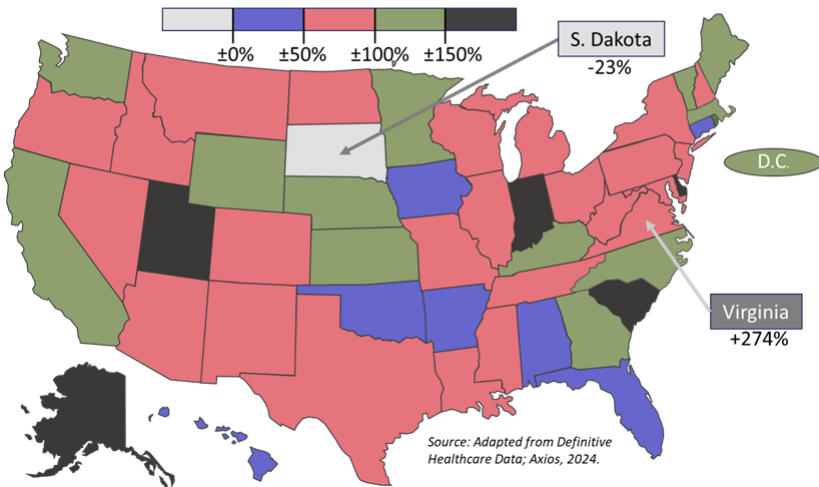 ±0% ±50% ±100% ±150%
S. Dakota
-23%
D.C.
Virginia
+274%
Source: Adapted from Definitive
Healthcare Data; Axios, 2024.